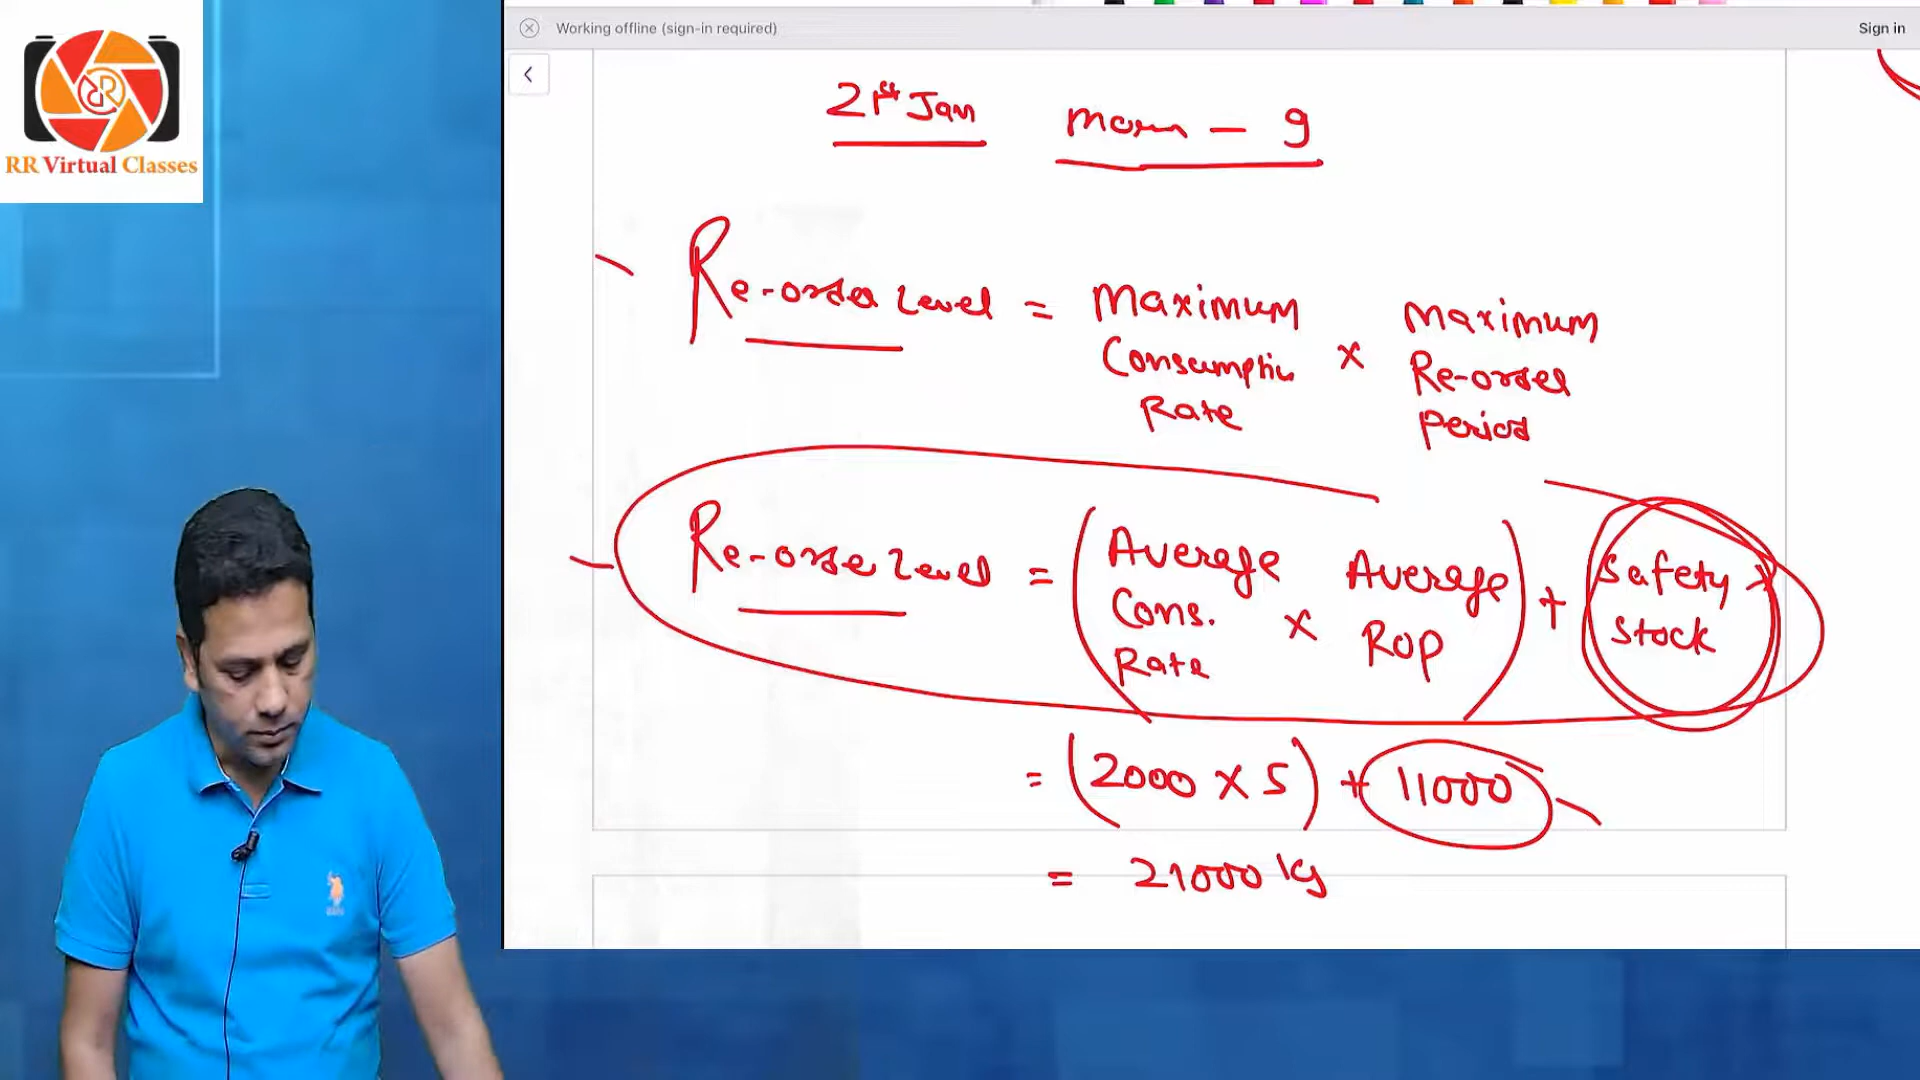 RR Virtual Classes
Working offline (sign-in required)
Sign in
21st Jan morn - 9
Re-order Level = Maximum Consumption Rate × Maximum Re-order period
Re-order Level = (Average Cons. Rate × Average ROP) + Safety Stock
= (2000 × 5) + 11000
= 21000 kg